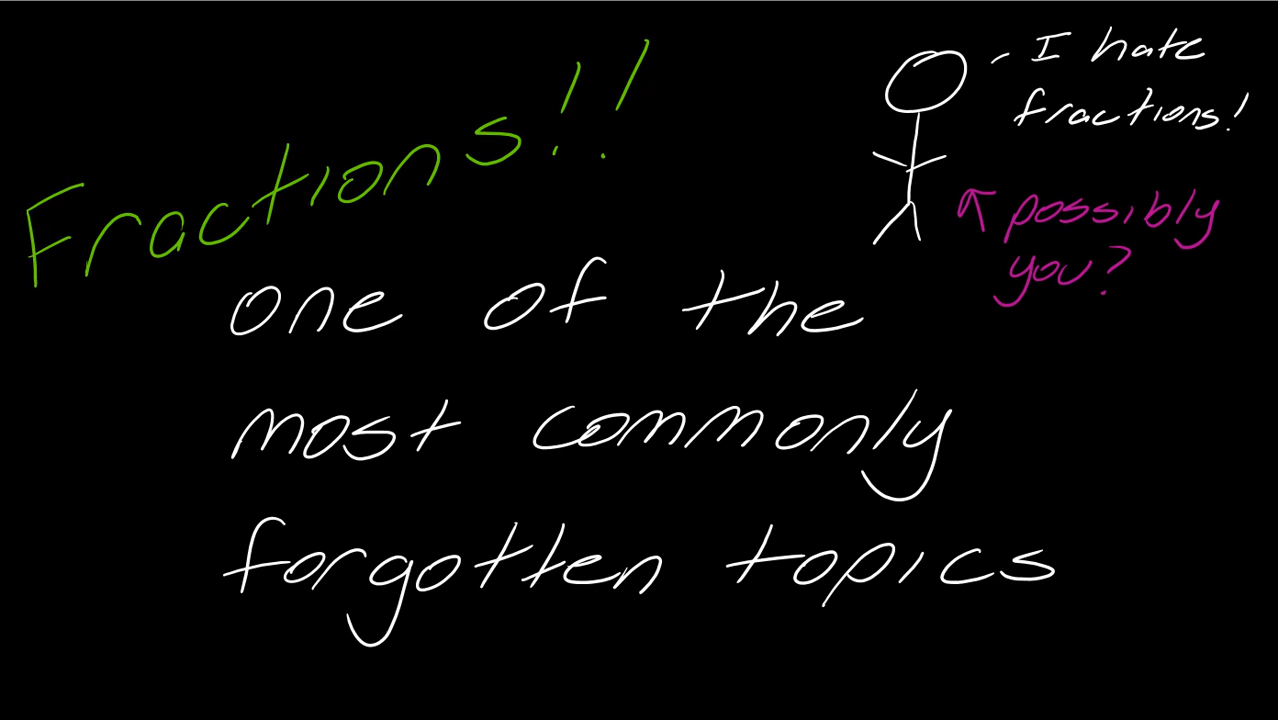 Fractions!!
- I hate
fractions!
possibly
you?
one of the
most commonly
forgotten topics